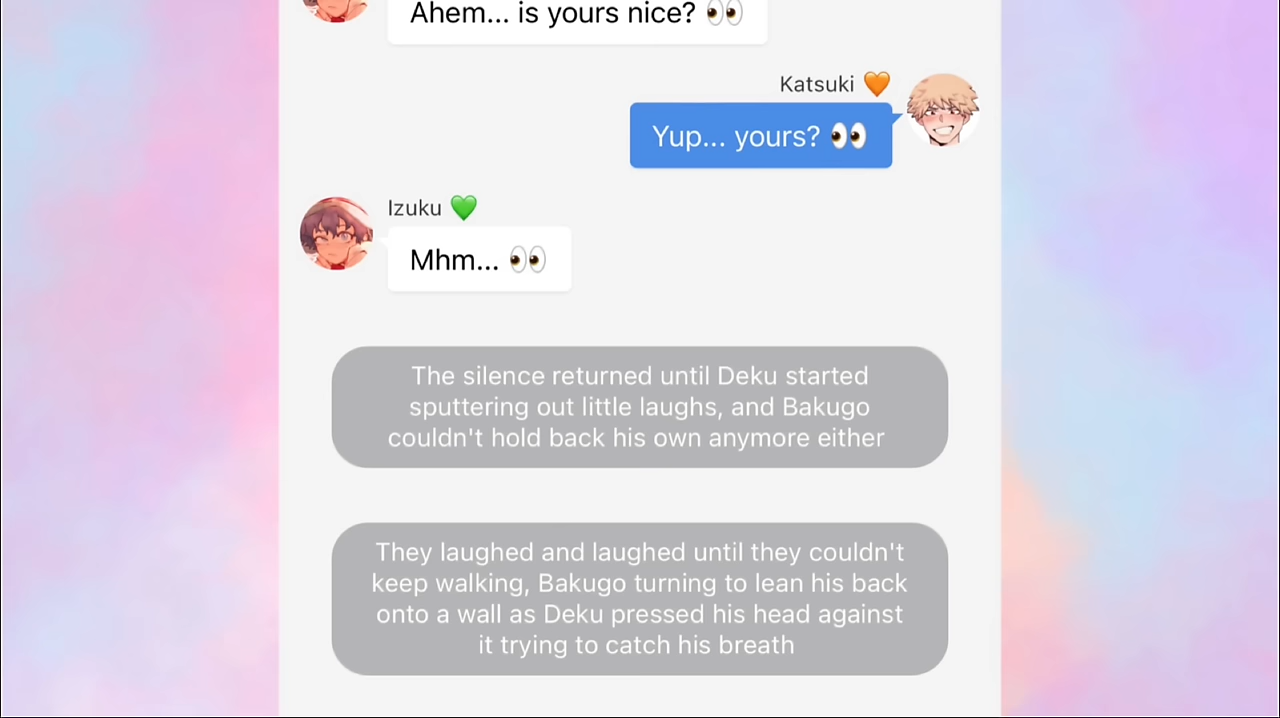 Ahem... is yours nice? 👀
Katsuki 🧡
Yup... yours? 👀
Izuku 💚
Mhm... 👀
The silence returned until Deku started
sputtering out little laughs, and Bakugo
couldn't hold back his own anymore either
They laughed and laughed until they couldn't
keep walking, Bakugo turning to lean his back
onto a wall as Deku pressed his head against
it trying to catch his breath